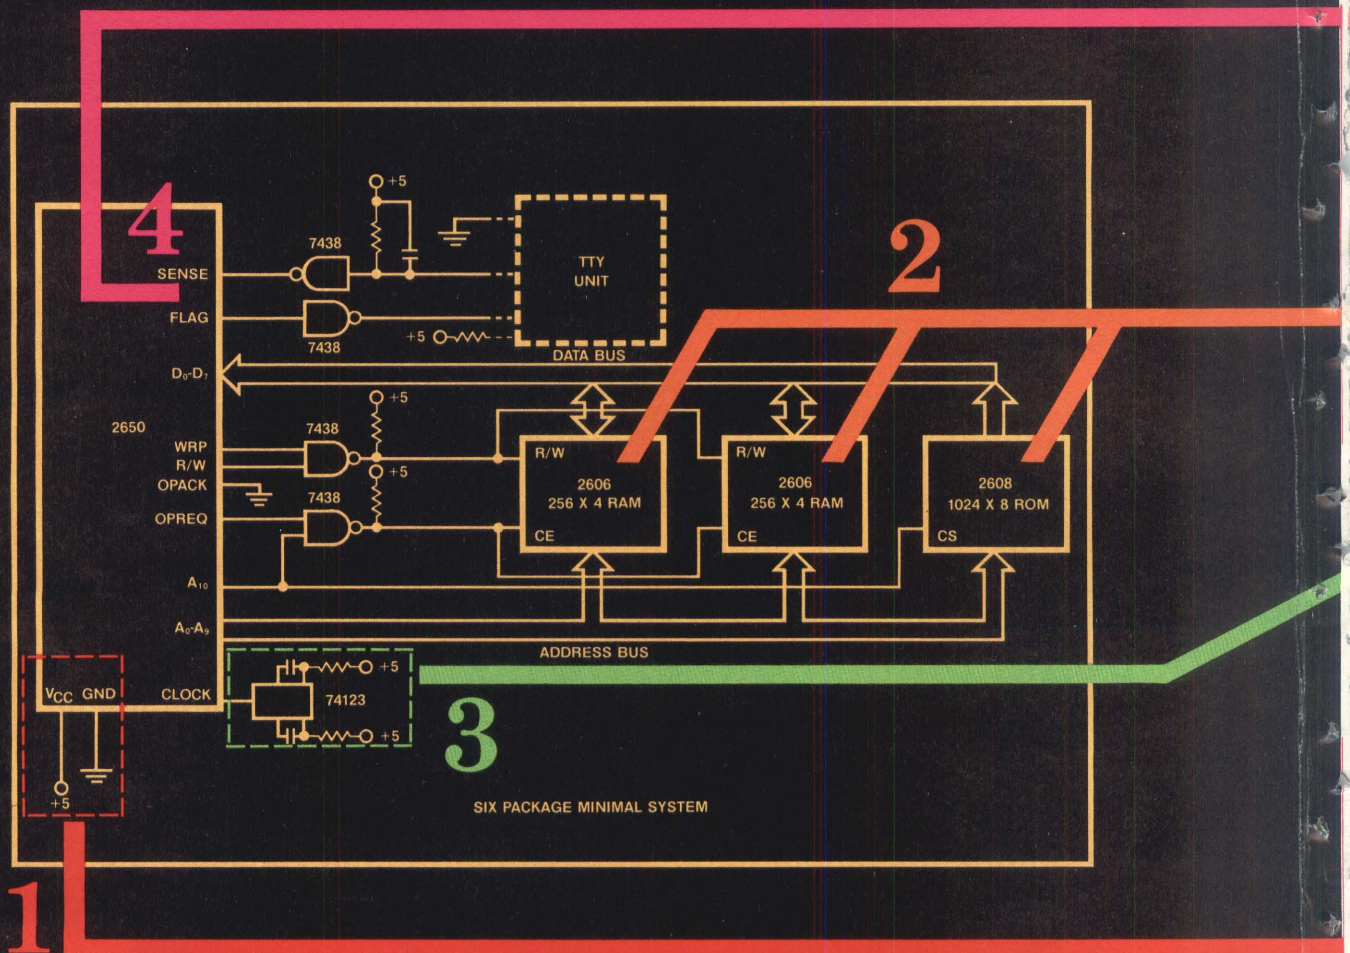 4
+5
7438
TTY
UNIT
2
SENSE
FLAG
7438
+5
DATA BUS
D₀-D₇
+5
2650
7438
WRP
R/W
OPACK
+5
OPREQ
7438
R/W
2606
256 X 4 RAM
CE
R/W
2606
256 X 4 RAM
CE
2608
1024 X 8 ROM
CS
A₁₀
A₀-A₉
ADDRESS BUS
VCC GND
CLOCK
+5
74123
+5
3
+5
SIX PACKAGE MINIMAL SYSTEM
1